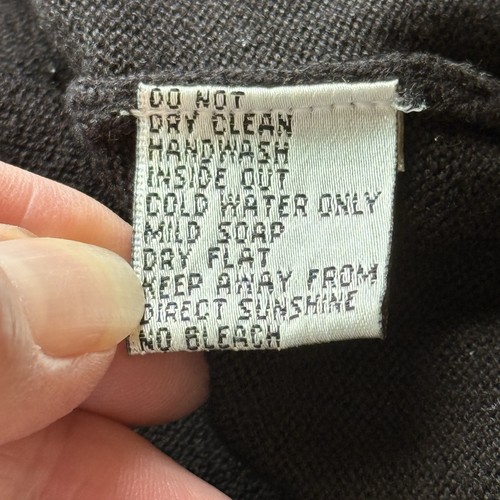 DO NOT
DRY CLEAN
HANDWASH
INSIDE OUT
COLD WATER ONLY
MILD SOAP
DRY FLAT
KEEP AWAY FROM
DIRECT SUNSHINE
NO BLEACH